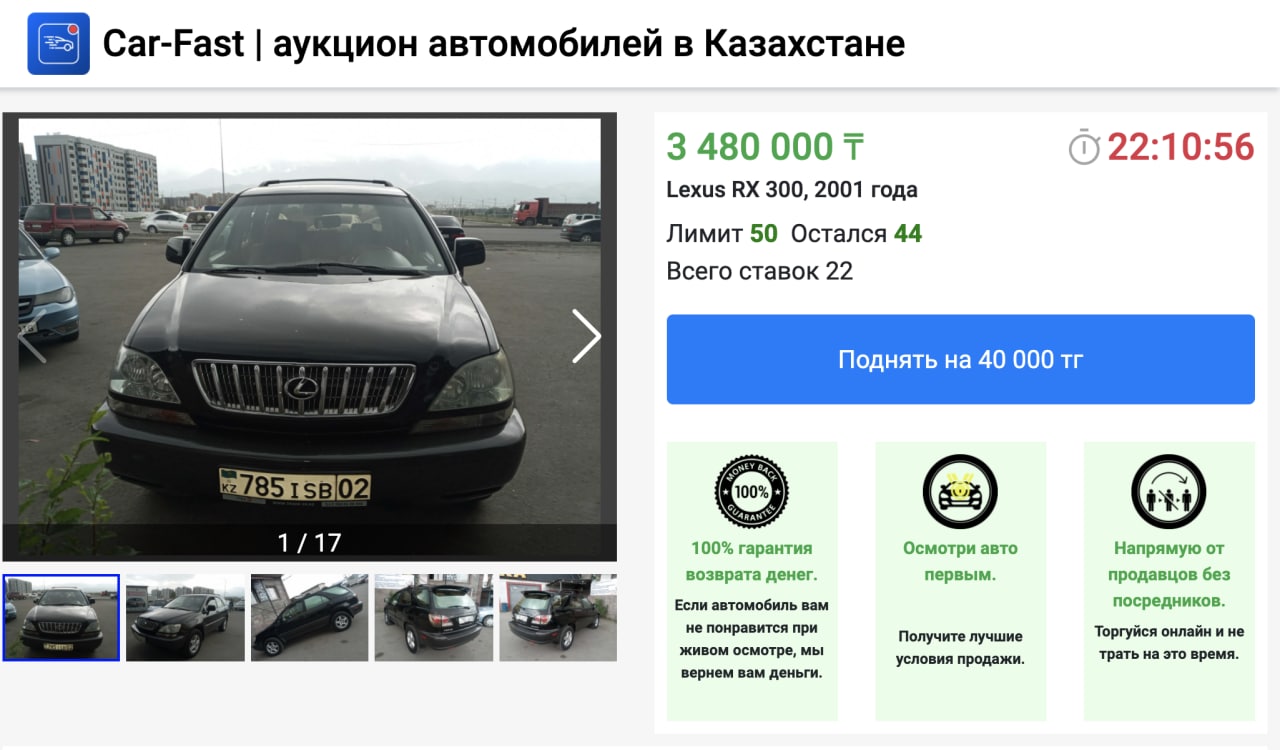 Car-Fast | аукцион автомобилей в Казахстане
3 480 000 ₸
22:10:56
Lexus RX 300, 2001 года
Лимит 50 Остался 44
Всего ставок 22
Поднять на 40 000 тг
KZ 785 ISB 02
1 / 17
MONEY BACK
100%
GUARANTEE
100% гарантия
возврата денег.
Если автомобиль вам
не понравится при
живом осмотре, мы
вернем вам деньги.
Осмотри авто
первым.
Получите лучшие
условия продажи.
Напрямую от
продавцов без
посредников.
Торгуйся онлайн и не
трать на это время.